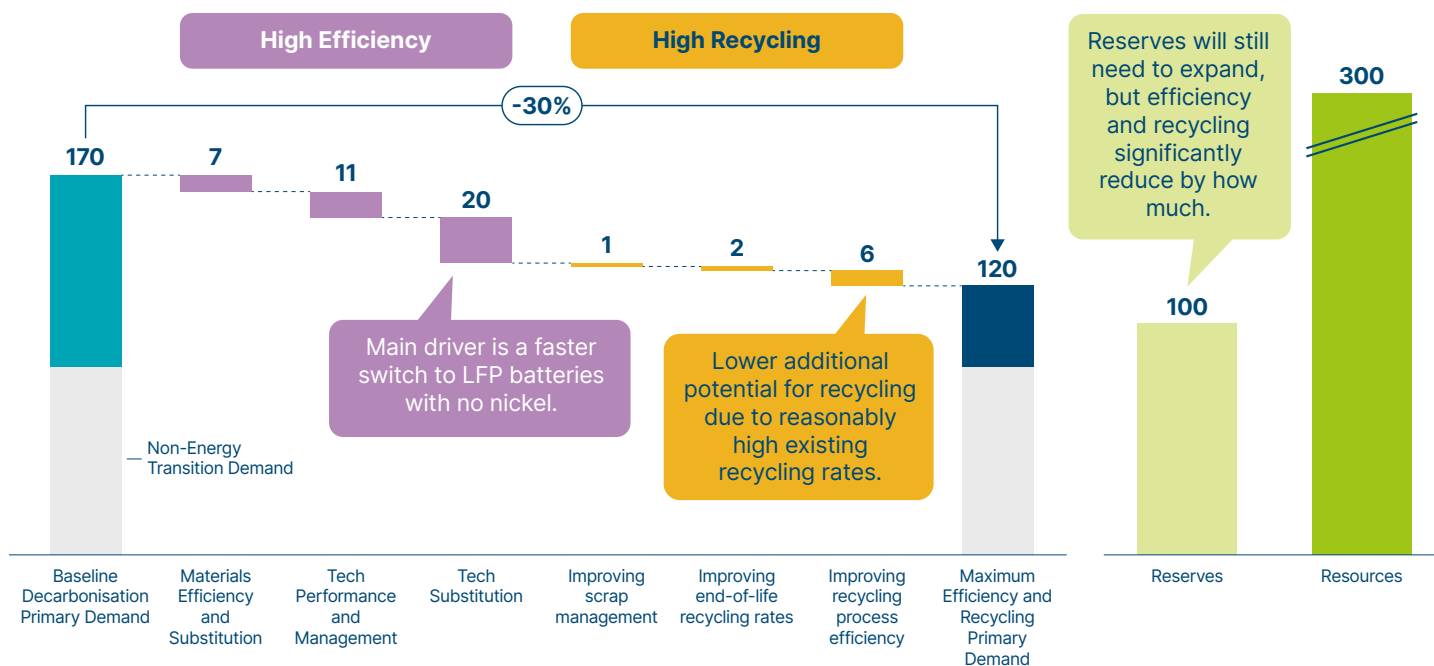 High Efficiency
High Recycling
-30%
170
7
11
20
1
2
6
120
Main driver is a faster
switch to LFP batteries
with no nickel.
Lower additional
potential for recycling
due to reasonably
high existing
recycling rates.
Non-Energy
Transition Demand
Reserves will still
need to expand,
but efficiency
and recycling
significantly
reduce by how
much.
100
300
Baseline
Decarbonisation
Primary Demand
Materials
Efficiency
and
Substitution
Tech
Performance
and
Management
Tech
Substitution
Improving
scrap
management
Improving
end-of-life
recycling rates
Improving
recycling
process
efficiency
Maximum
Efficiency and
Recycling
Primary
Demand
Reserves
Resources